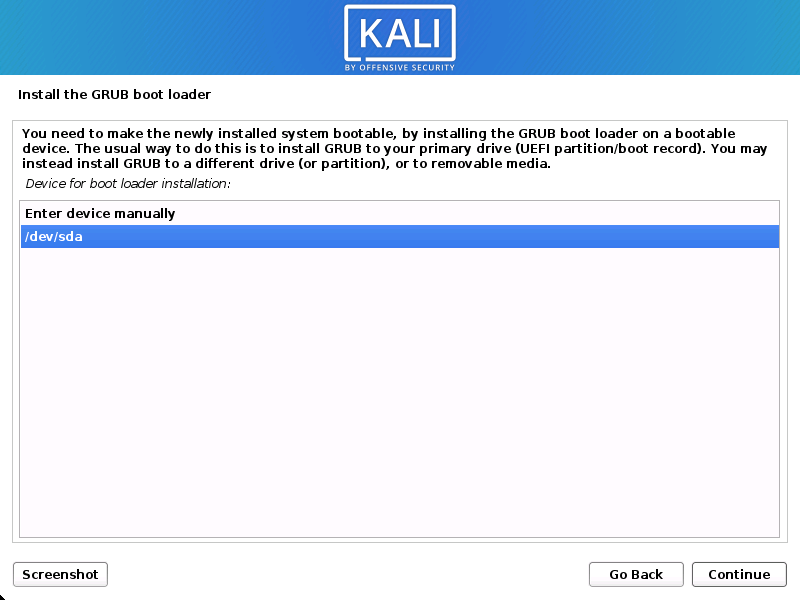 KALI
BY OFFENSIVE SECURITY
Install the GRUB boot loader
You need to make the newly installed system bootable, by installing the GRUB boot loader on a bootable
device. The usual way to do this is to install GRUB to your primary drive (UEFI partition/boot record). You may
instead install GRUB to a different drive (or partition), or to removable media.
Device for boot loader installation:
Enter device manually
/dev/sda
Screenshot
Go Back
Continue